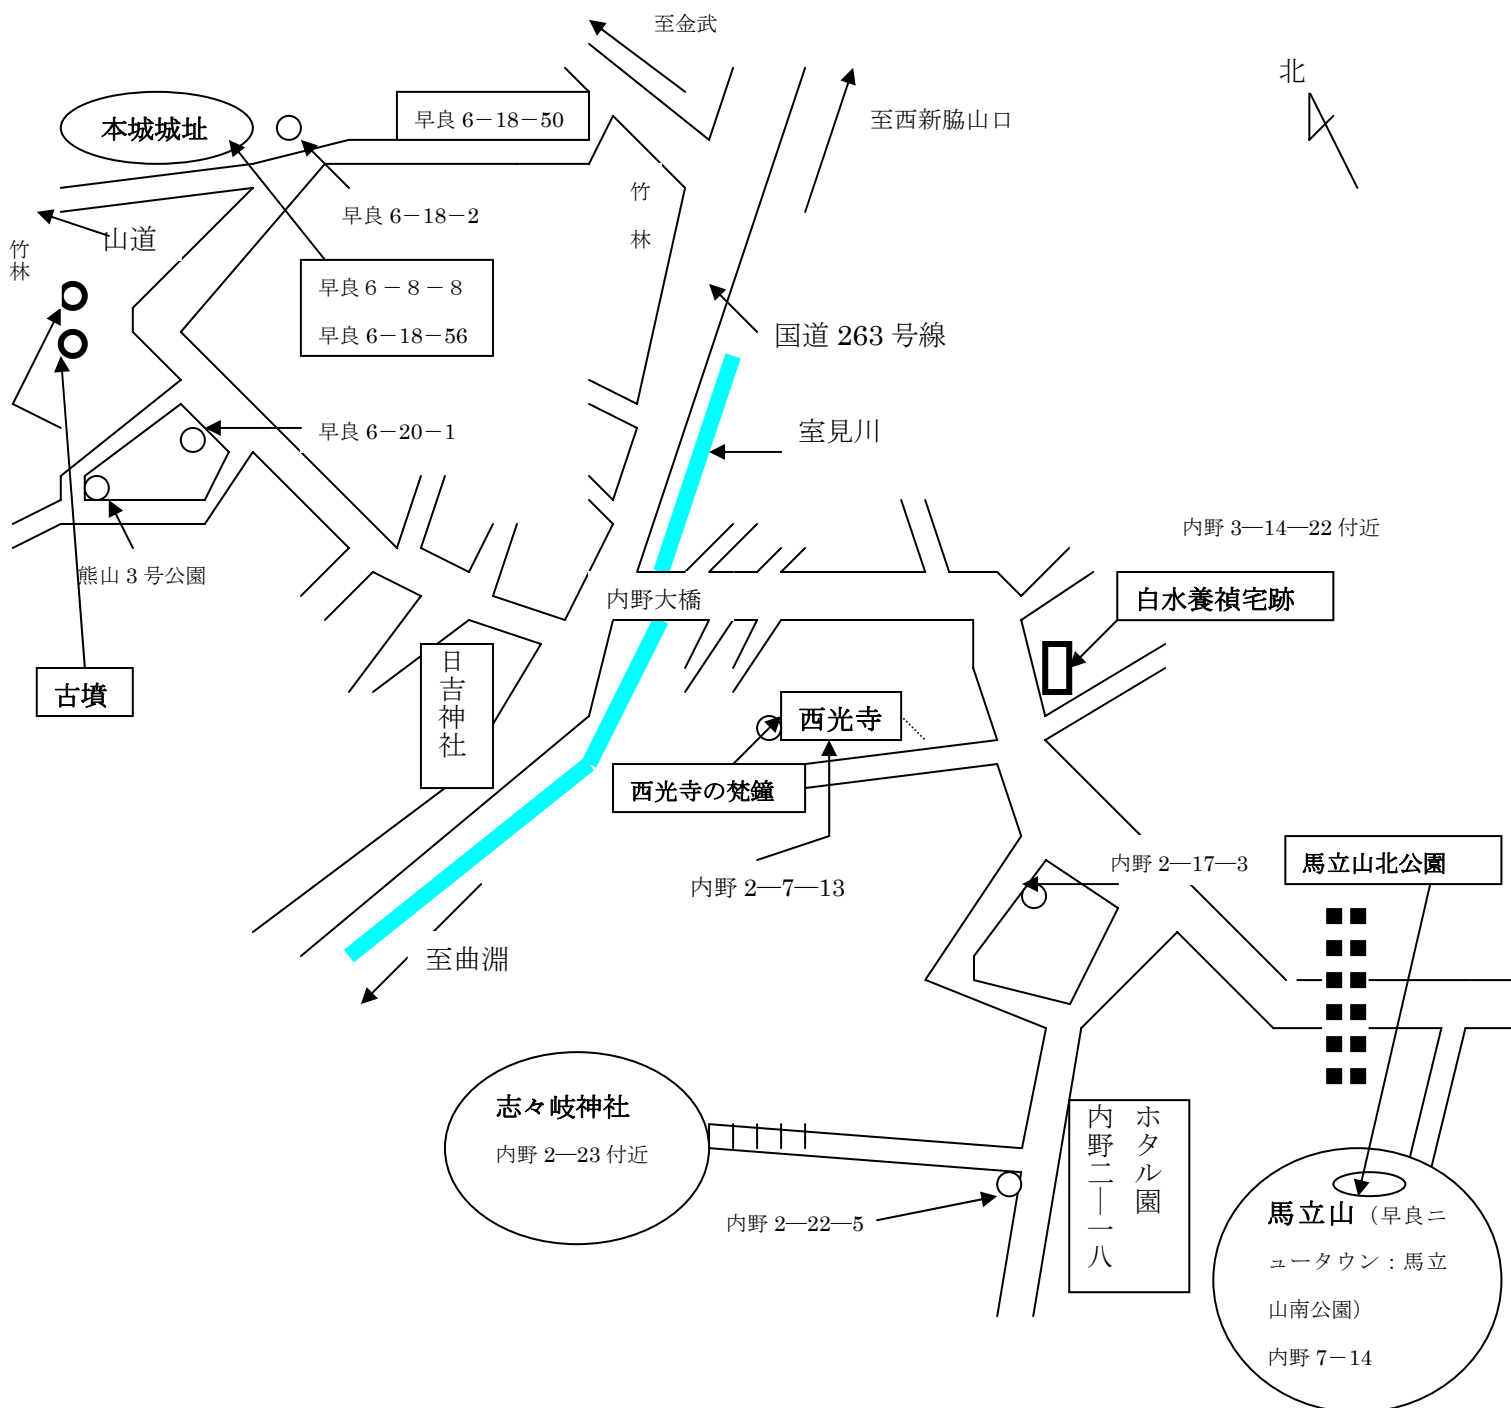 至金武
北
本城城址
早良 6－18－50
至西新脇山口
竹
林
早良 6－18－2
山道
竹
林
早良６－８－８
早良 6－18－56
国道 263 号線
室見川
早良 6－20－1
内野 3―14―22 付近
熊山 3 号公園
内野大橋
白水養禎宅跡
日吉神社
古墳
西光寺
西光寺の梵鐘
内野 2―7―13
内野 2―17―3
馬立山北公園
至曲淵
志々岐神社
内野 2―23 付近
ホタル園
内野二―一八
内野 2―22―5
馬立山（早良ニ
ュータウン：馬立
山南公園）
内野 7－14